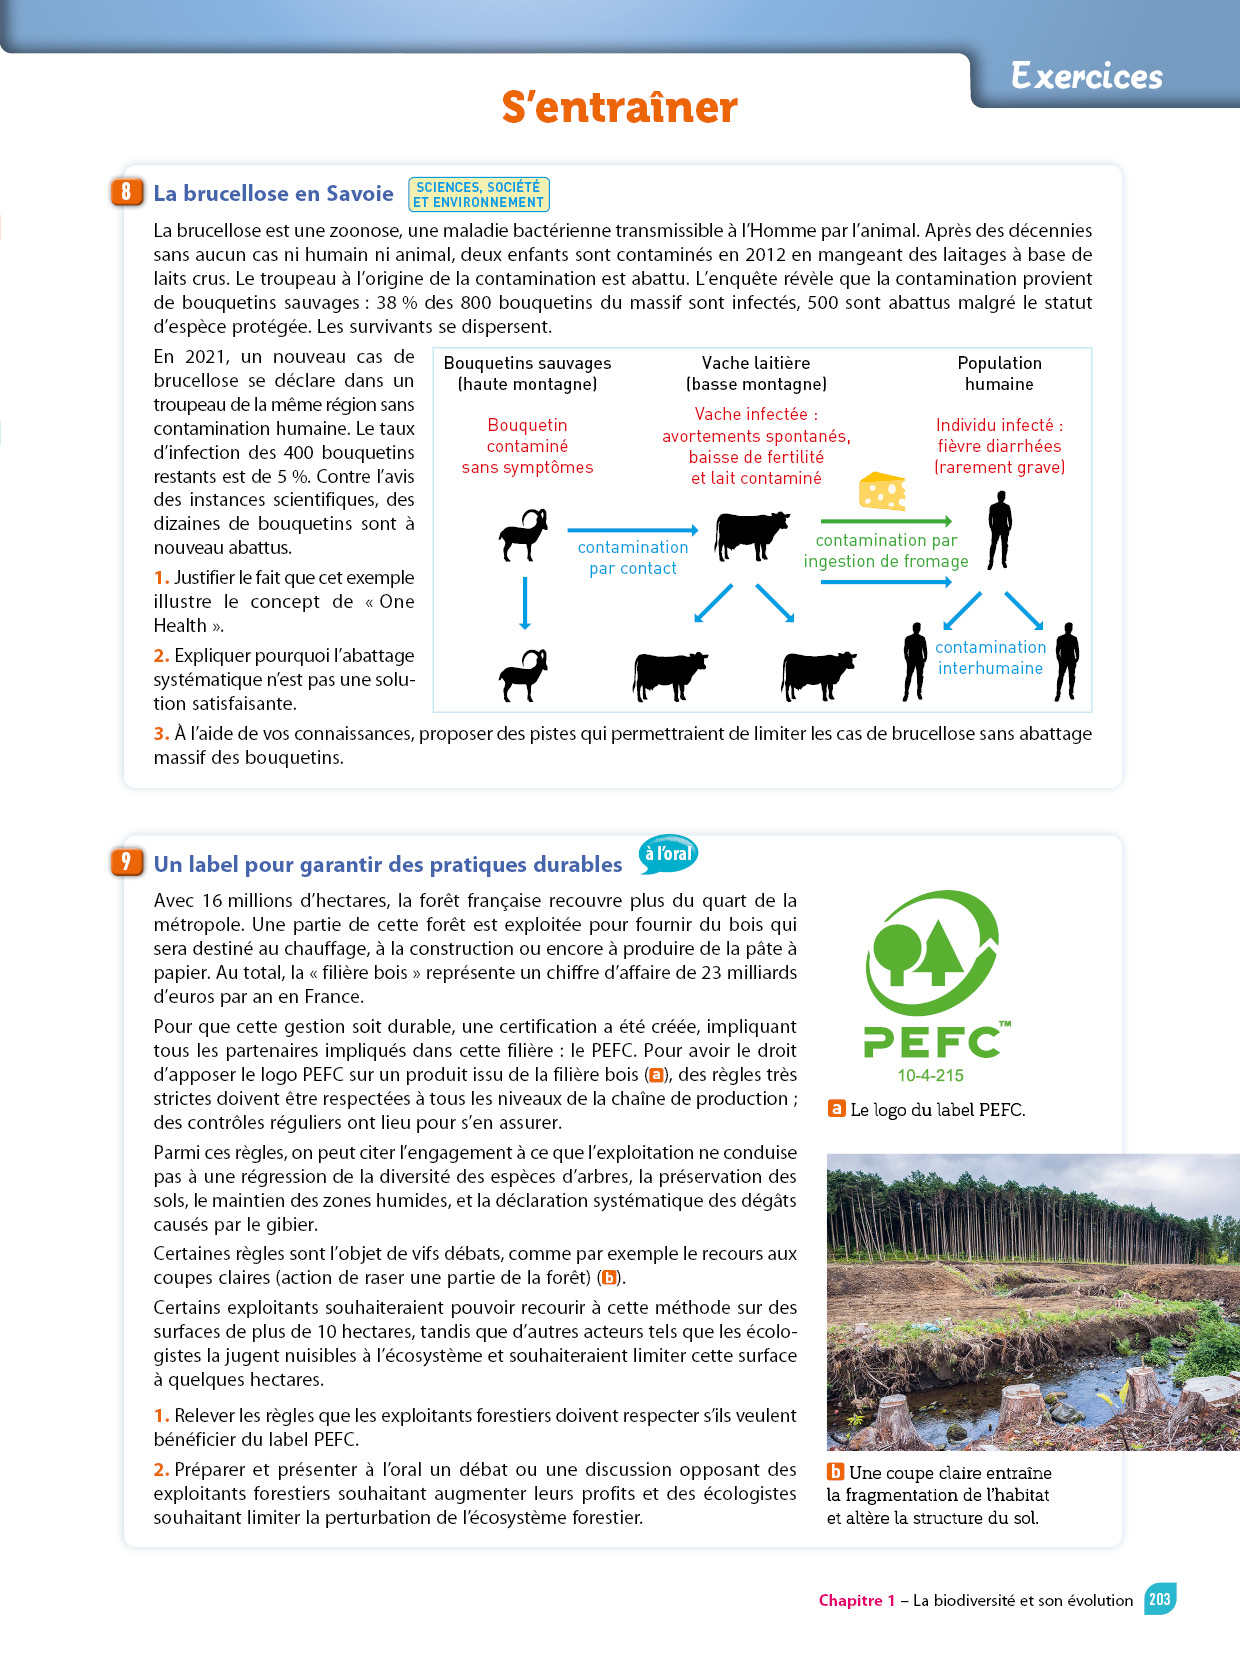 Exercices
S'entraîner
8 La brucellose en Savoie
SCIENCES, SOCIÉTÉ
ET ENVIRONNEMENT
La brucellose est une zoonose, une maladie bactérienne transmissible à l'Homme par l'animal. Après des décennies
sans aucun cas ni humain ni animal, deux enfants sont contaminés en 2012 en mangeant des laitages à base de
laits crus. Le troupeau à l'origine de la contamination est abattu. L'enquête révèle que la contamination provient
de bouquetins sauvages : 38 % des 800 bouquetins du massif sont infectés, 500 sont abattus malgré le statut
d'espèce protégée. Les survivants se dispersent.
En 2021, un nouveau cas de
brucellose se déclare dans un
troupeau de la même région sans
contamination humaine. Le taux
d'infection des 400 bouquetins
restants est de 5 %. Contre l'avis
des instances scientifiques, des
dizaines de bouquetins sont à
nouveau abattus.
1. Justifier le fait que cet exemple
illustre le concept de « One
Health ».
2. Expliquer pourquoi l'abattage
systématique n'est pas une solu-
tion satisfaisante.
Bouquetins sauvages
(haute montagne)
Vache laitière
(basse montagne)
Population
humaine
Bouquetin
contaminé
sans symptômes
Vache infectée :
avortements spontanés,
baisse de fertilité
et lait contaminé
Individu infecté :
fièvre diarrhées
(rarement grave)
contamination
par contact
contamination par
ingestion de fromage
contamination
interhumaine
3. À l'aide de vos connaissances, proposer des pistes qui permettraient de limiter les cas de brucellose sans abattage
massif des bouquetins.
9 Un label pour garantir des pratiques durables
à l'oral
Avec 16 millions d'hectares, la forêt française recouvre plus du quart de la
métropole. Une partie de cette forêt est exploitée pour fournir du bois qui
sera destiné au chauffage, à la construction ou encore à produire de la pâte à
papier. Au total, la « filière bois » représente un chiffre d'affaire de 23 milliards
d'euros par an en France.
Pour que cette gestion soit durable, une certification a été créée, impliquant
tous les partenaires impliqués dans cette filière : le PEFC. Pour avoir le droit
d'apposer le logo PEFC sur un produit issu de la filière bois (a), des règles très
strictes doivent être respectées à tous les niveaux de la chaîne de production ;
des contrôles réguliers ont lieu pour s'en assurer.
Parmi ces règles, on peut citer l'engagement à ce que l'exploitation ne conduise
pas à une régression de la diversité des espèces d'arbres, la préservation des
sols, le maintien des zones humides, et la déclaration systématique des dégâts
causés par le gibier.
Certaines règles sont l'objet de vifs débats, comme par exemple le recours aux
coupes claires (action de raser une partie de la forêt) (b).
Certains exploitants souhaiteraient pouvoir recourir à cette méthode sur des
surfaces de plus de 10 hectares, tandis que d'autres acteurs tels que les écolo-
gistes la jugent nuisibles à l'écosystème et souhaiteraient limiter cette surface
à quelques hectares.
1. Relever les règles que les exploitants forestiers doivent respecter s'ils veulent
bénéficier du label PEFC.
2. Préparer et présenter à l'oral un débat ou une discussion opposant des
exploitants forestiers souhaitant augmenter leurs profits et des écologistes
souhaitant limiter la perturbation de l'écosystème forestier.
PEFC™
10-4-215
a Le logo du label PEFC.
b Une coupe claire entraîne
la fragmentation de l'habitat
et altère la structure du sol.
Chapitre 1 – La biodiversité et son évolution 203